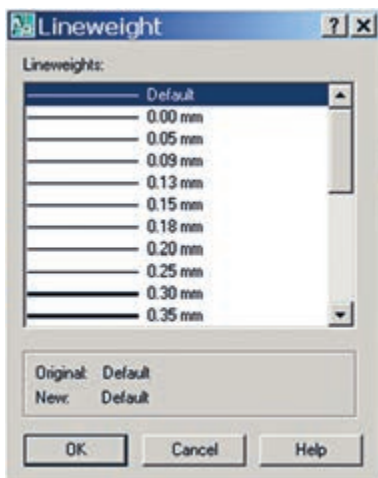 Lineweight
Lineweights:
Default
0.00 mm
0.05 mm
0.09 mm
0.13 mm
0.15 mm
0.18 mm
0.20 mm
0.25 mm
0.30 mm
0.35 mm
Original: Default
New: Default
OK Cancel Help